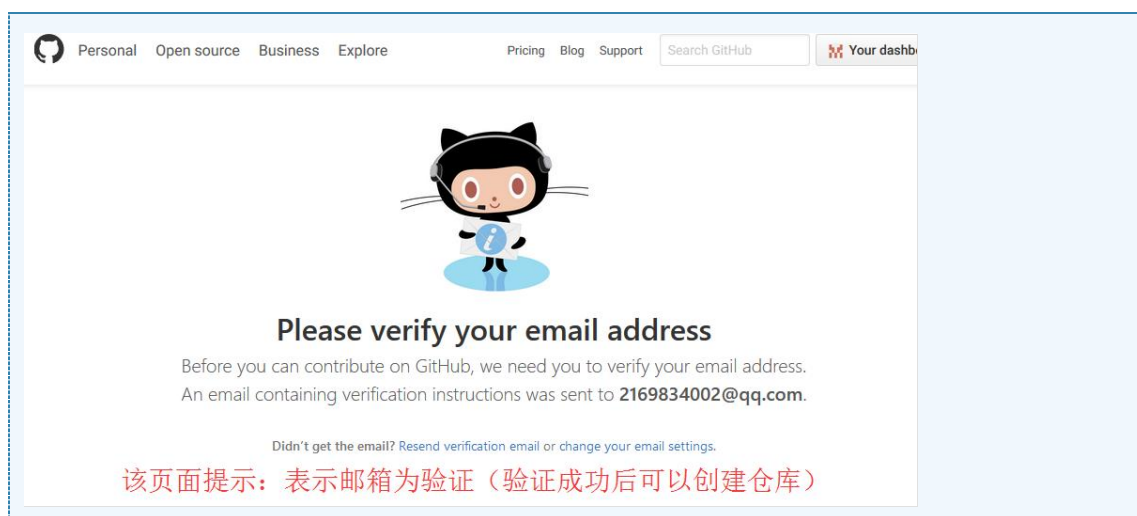 Personal Open source Business Explore Pricing Blog Support Search GitHub Your dashb
Please verify your email address
Before you can contribute on GitHub, we need you to verify your email address.
An email containing verification instructions was sent to 2169834002@qq.com.
Didn't get the email? Resend verification email or change your email settings.
该页面提示：表示邮箱为验证（验证成功后可以创建仓库）